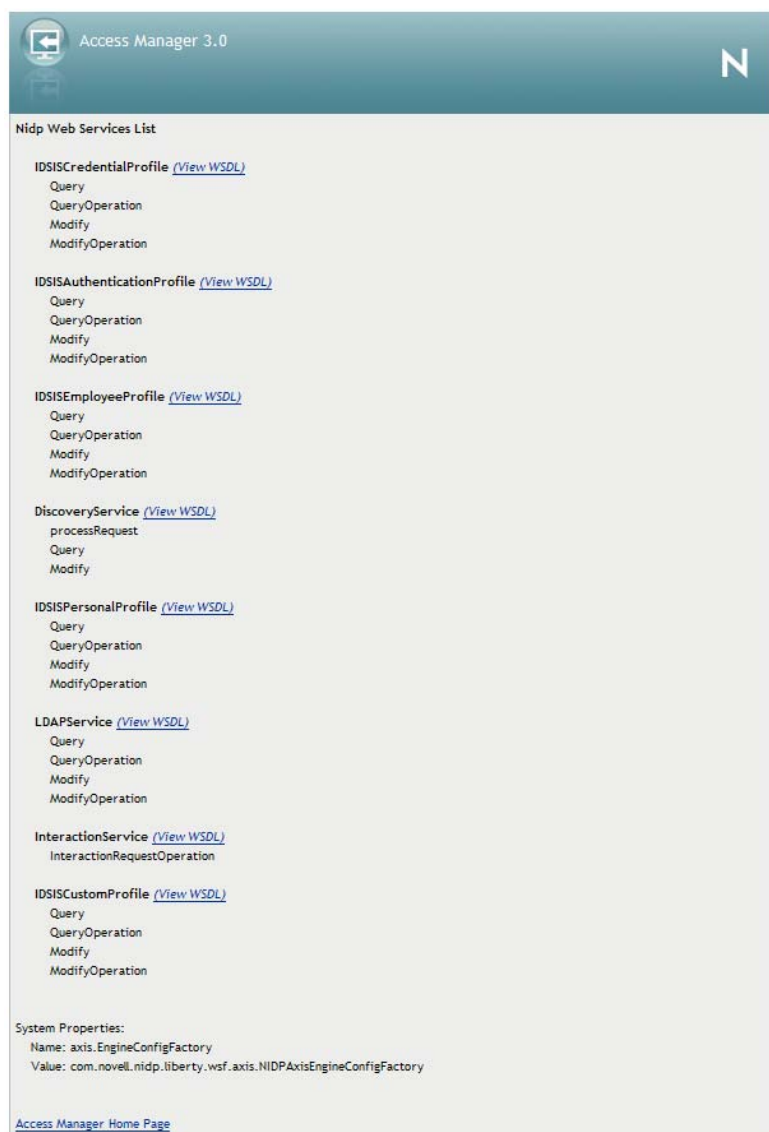 Access Manager 3.0
N
Nidp Web Services List
IDSISCredentialProfile (View WSDL)
Query
QueryOperation
Modify
ModifyOperation
IDSISAuthenticationProfile (View WSDL)
Query
QueryOperation
Modify
ModifyOperation
IDSISEmployeeProfile (View WSDL)
Query
QueryOperation
Modify
ModifyOperation
DiscoveryService (View WSDL)
processRequest
Query
Modify
IDSISPersonalProfile (View WSDL)
Query
QueryOperation
Modify
ModifyOperation
LDAPService (View WSDL)
Query
QueryOperation
Modify
ModifyOperation
InteractionService (View WSDL)
InteractionRequestOperation
IDSISCustomProfile (View WSDL)
Query
QueryOperation
Modify
ModifyOperation
System Properties:
Name: axis.EngineConfigFactory
Value: com.novell.nidp.liberty.wsf.axis.NIDPAxisEngineConfigFactory
Access Manager Home Page